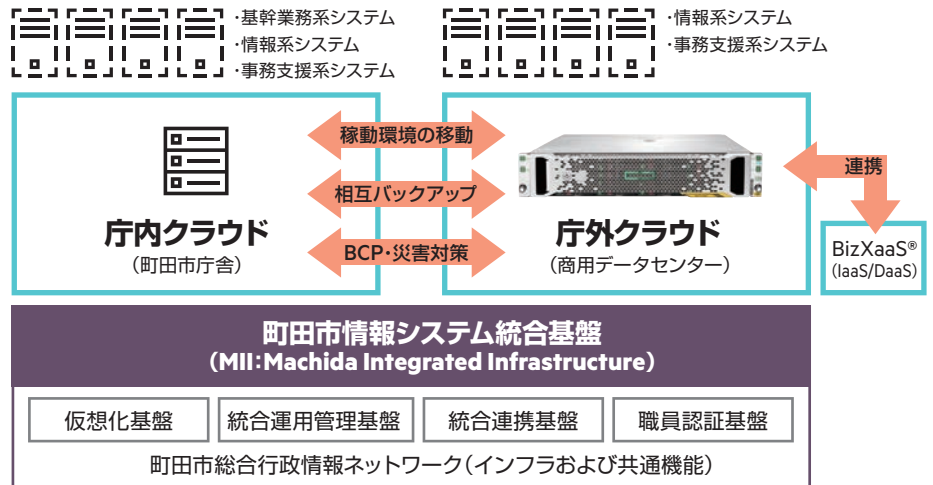 ・基幹業務系システム
・情報系システム
・事務支援系システム
・情報系システム
・事務支援系システム
稼動環境の移動
相互バックアップ
BCP・災害対策
連携
庁内クラウド
（町田市庁舎）
庁外クラウド
（商用データセンター）
BizXaaS®
（IaaS/DaaS）
町田市情報システム統合基盤
（MII：Machida Integrated Infrastructure）
仮想化基盤
統合運用管理基盤
統合連携基盤
職員認証基盤
町田市総合行政情報ネットワーク（インフラおよび共通機能）